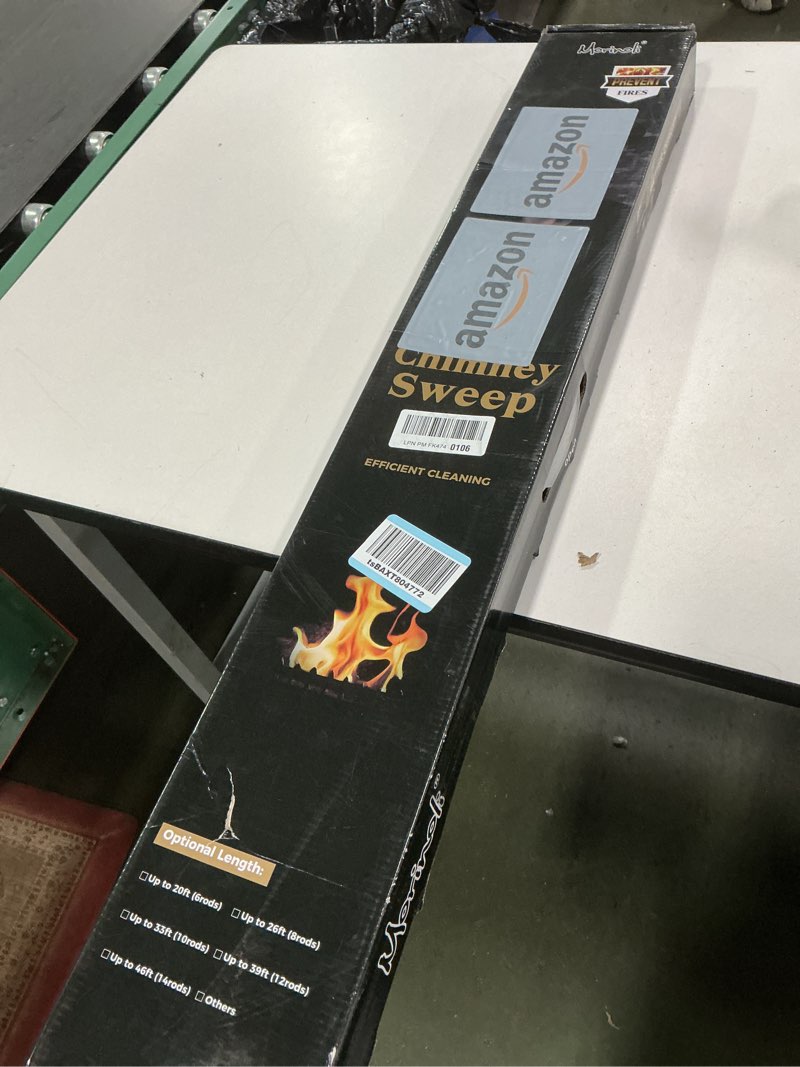 Morinoli®
PREVENT
FIRES
amazon
amazon
Chimney
Sweep
LPN PM FK474 0106
EFFICIENT CLEANING
tsBAXT804772
Optional Length:
☐Up to 20ft (6rods) ☐Up to 26ft (8rods)
☐Up to 33ft (10rods) ☐Up to 39ft (12rods)
☐Up to 46ft (14rods) ☐Others
Morinoli®